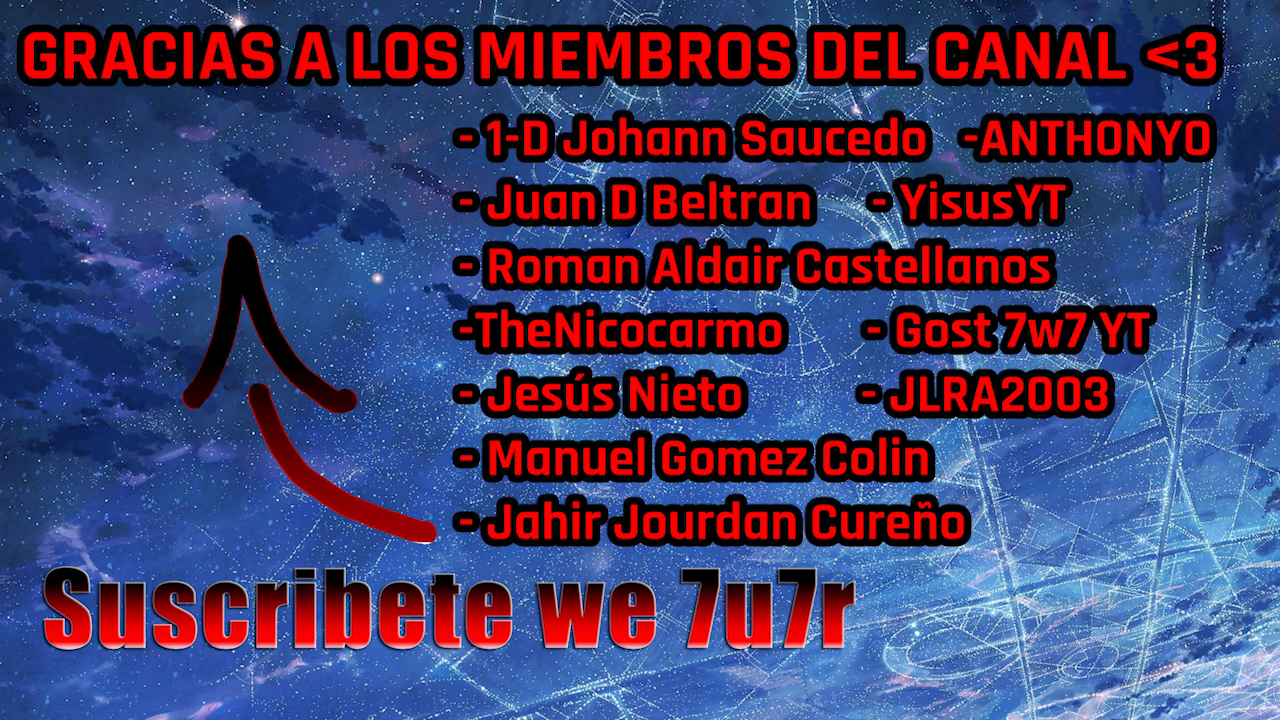 GRACIAS A LOS MIEMBROS DEL CANAL <3
- 1-D Johann Saucedo -ANTHONYO
- Juan D Beltran - YisusYT
- Roman Aldair Castellanos
-TheNicocarmo - Gost 7w7 YT
- Jesús Nieto - JLRA2003
- Manuel Gomez Colin
- Jahir Jourdan Cureño
Suscribete we 7u7r